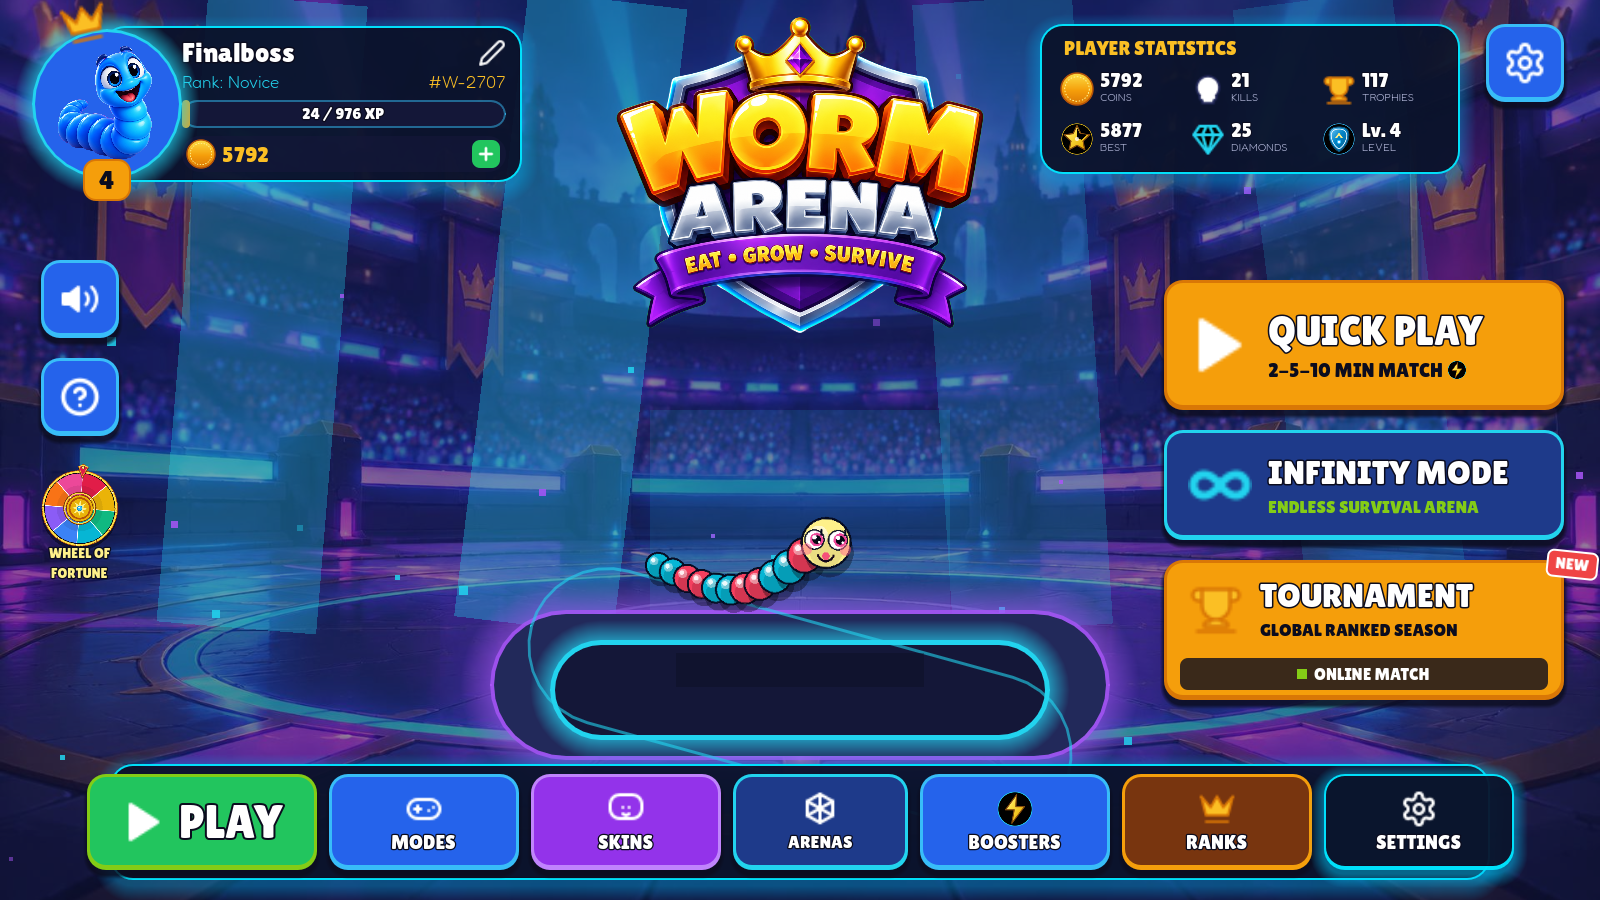 Finalboss
Rank: Novice
#W-2707
24 / 976 XP
5792
4
WORM
ARENA
EAT • GROW • SURVIVE
PLAYER STATISTICS
5792
COINS
21
KILLS
117
TROPHIES
5877
BEST
25
DIAMONDS
Lv. 4
LEVEL
WHEEL OF
FORTUNE
QUICK PLAY
2-5-10 MIN MATCH
INFINITY MODE
ENDLESS SURVIVAL ARENA
NEW
TOURNAMENT
GLOBAL RANKED SEASON
ONLINE MATCH
PLAY
MODES
SKINS
ARENAS
BOOSTERS
RANKS
SETTINGS